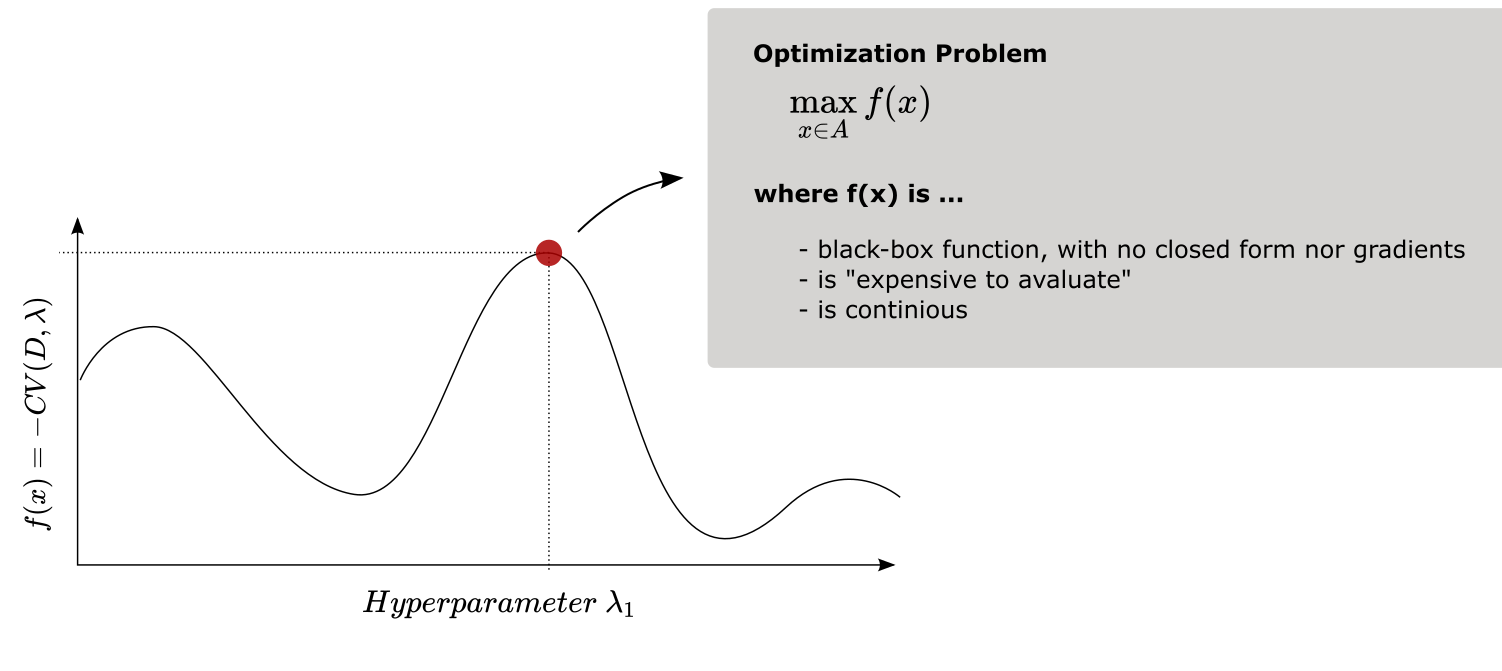 Optimization Problem
max f(x)
x∈A
where f(x) is ...
- black-box function, with no closed form nor gradients
- is "expensive to avaluate"
- is continious
f(x) = −CV(D, λ)
Hyperparameter λ₁